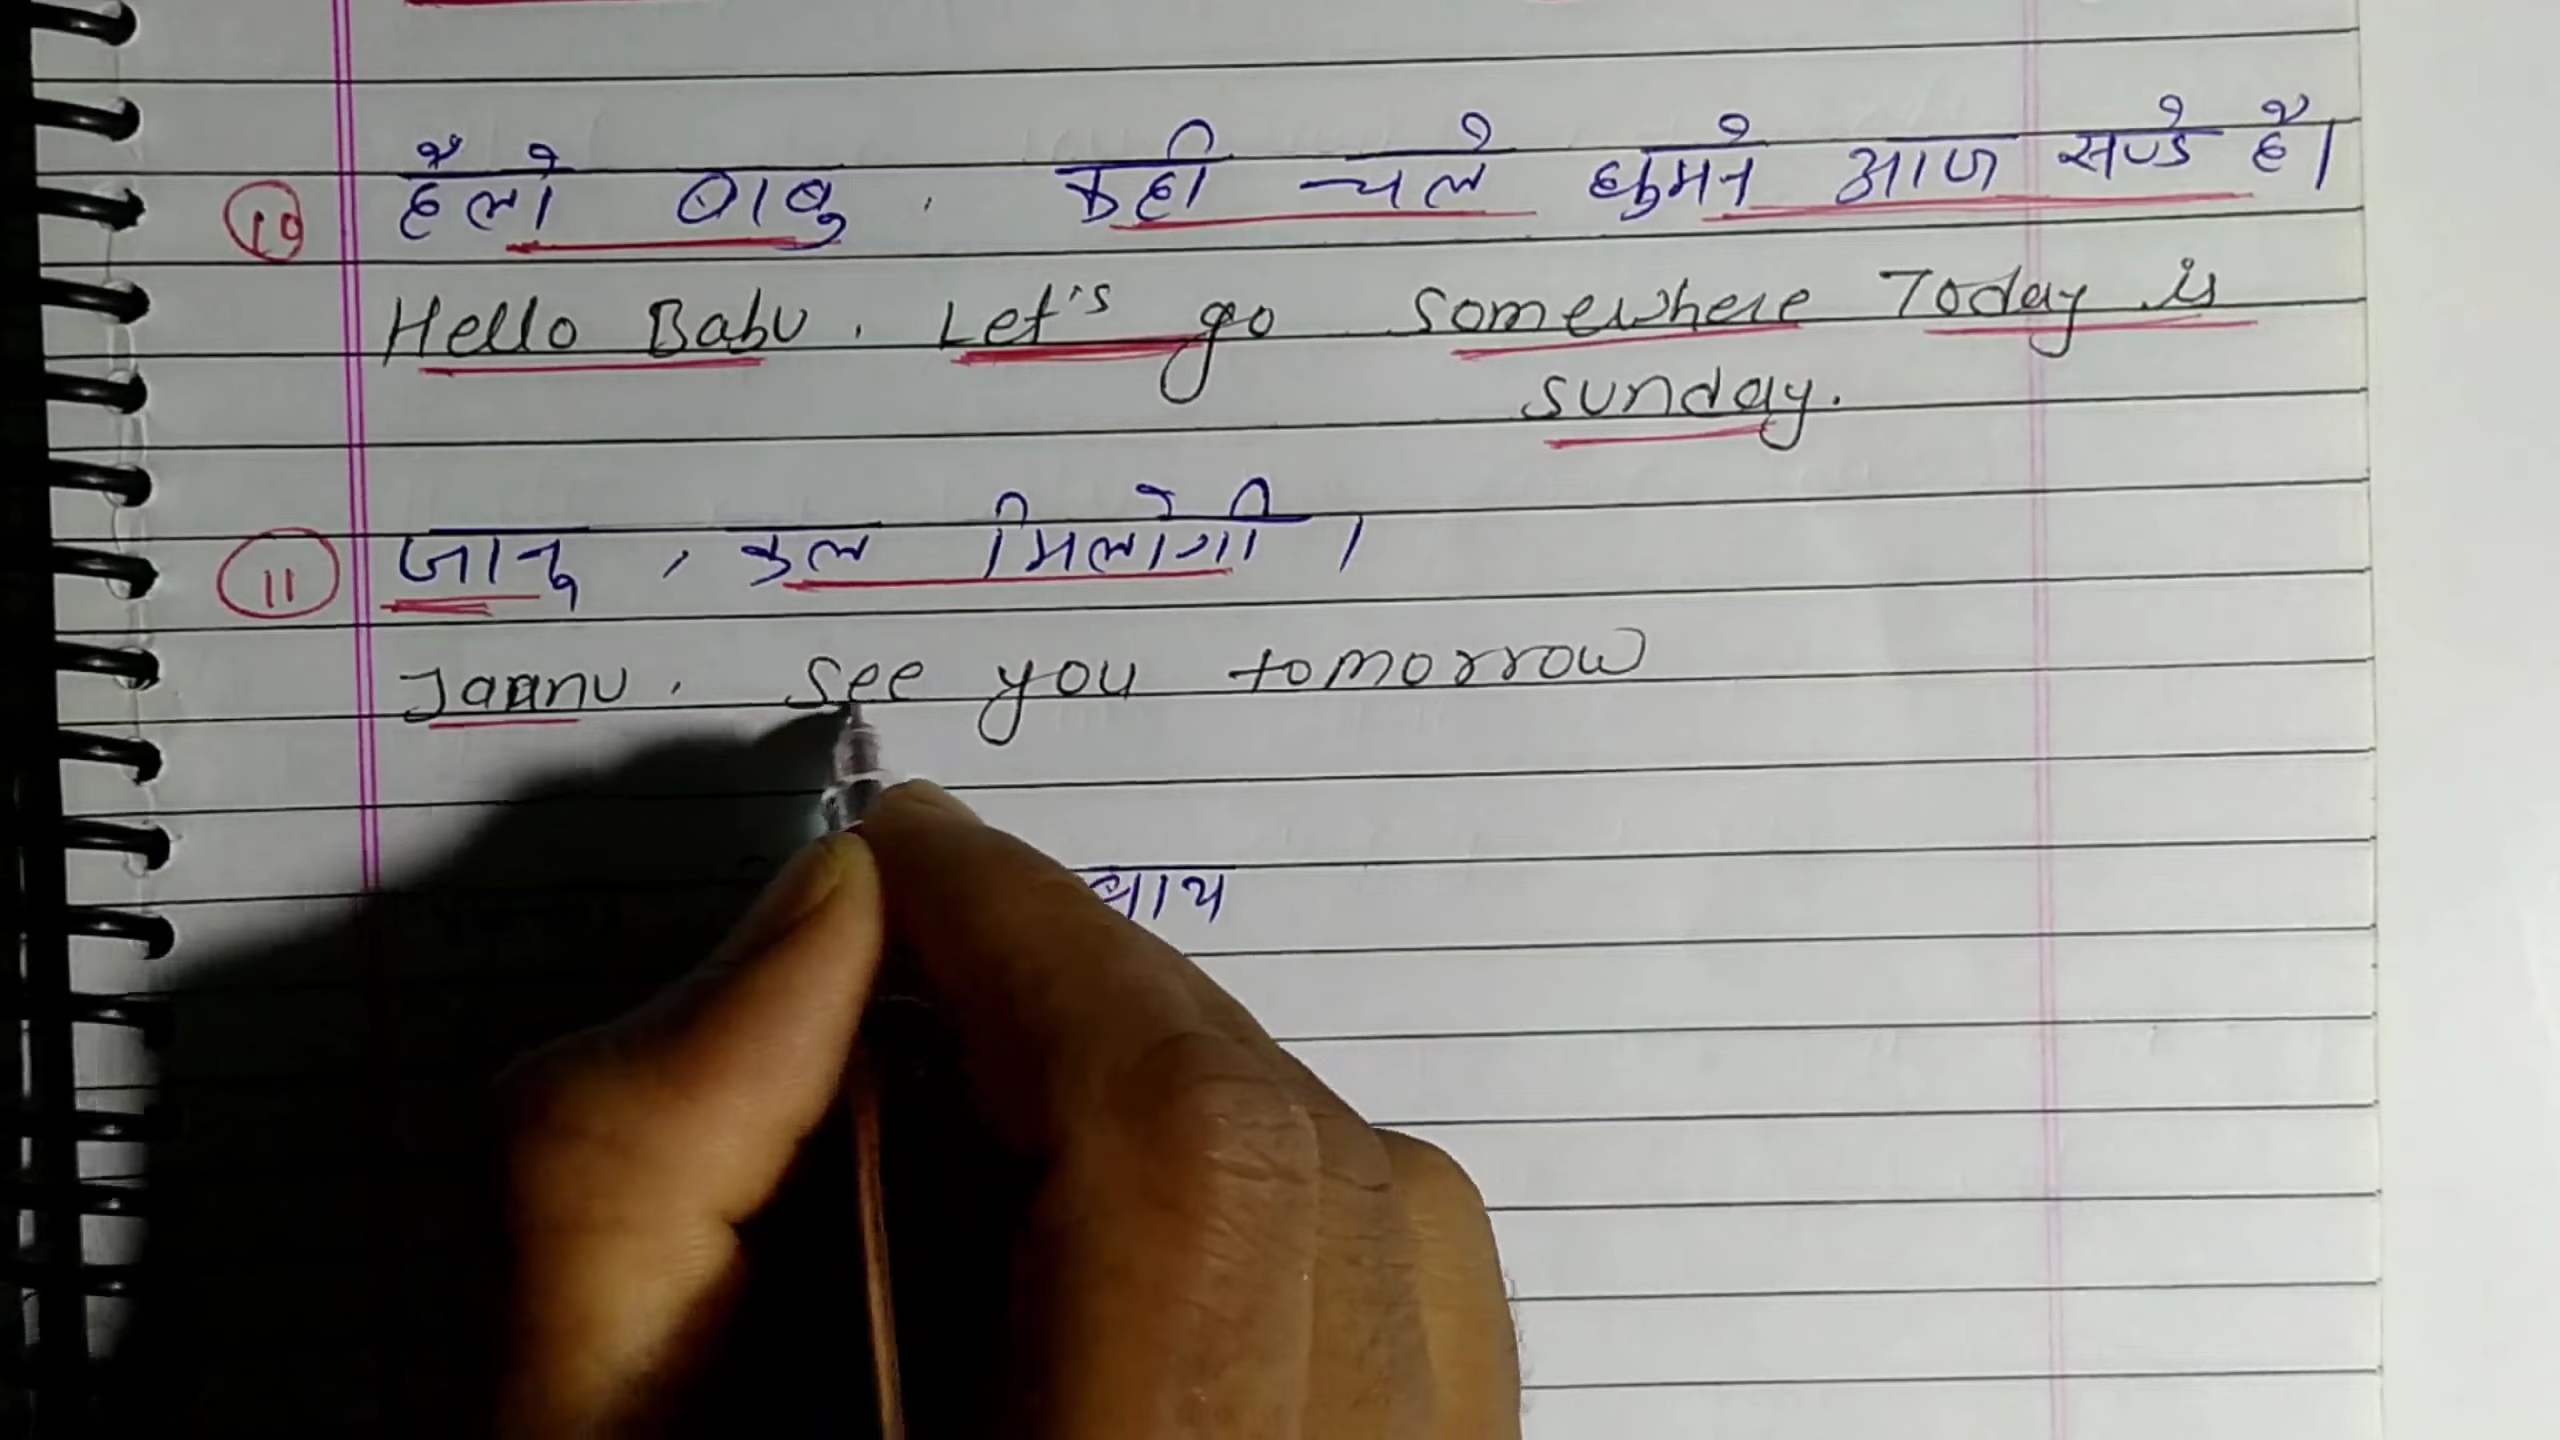 10 हैलो बाबु , कही चले घुमने आज सण्डे है।
Hello Babu , Let's go somewhere Today is
sunday.
11 जानू , कल मिलोगी ।
Jaanu , see you tomorrow